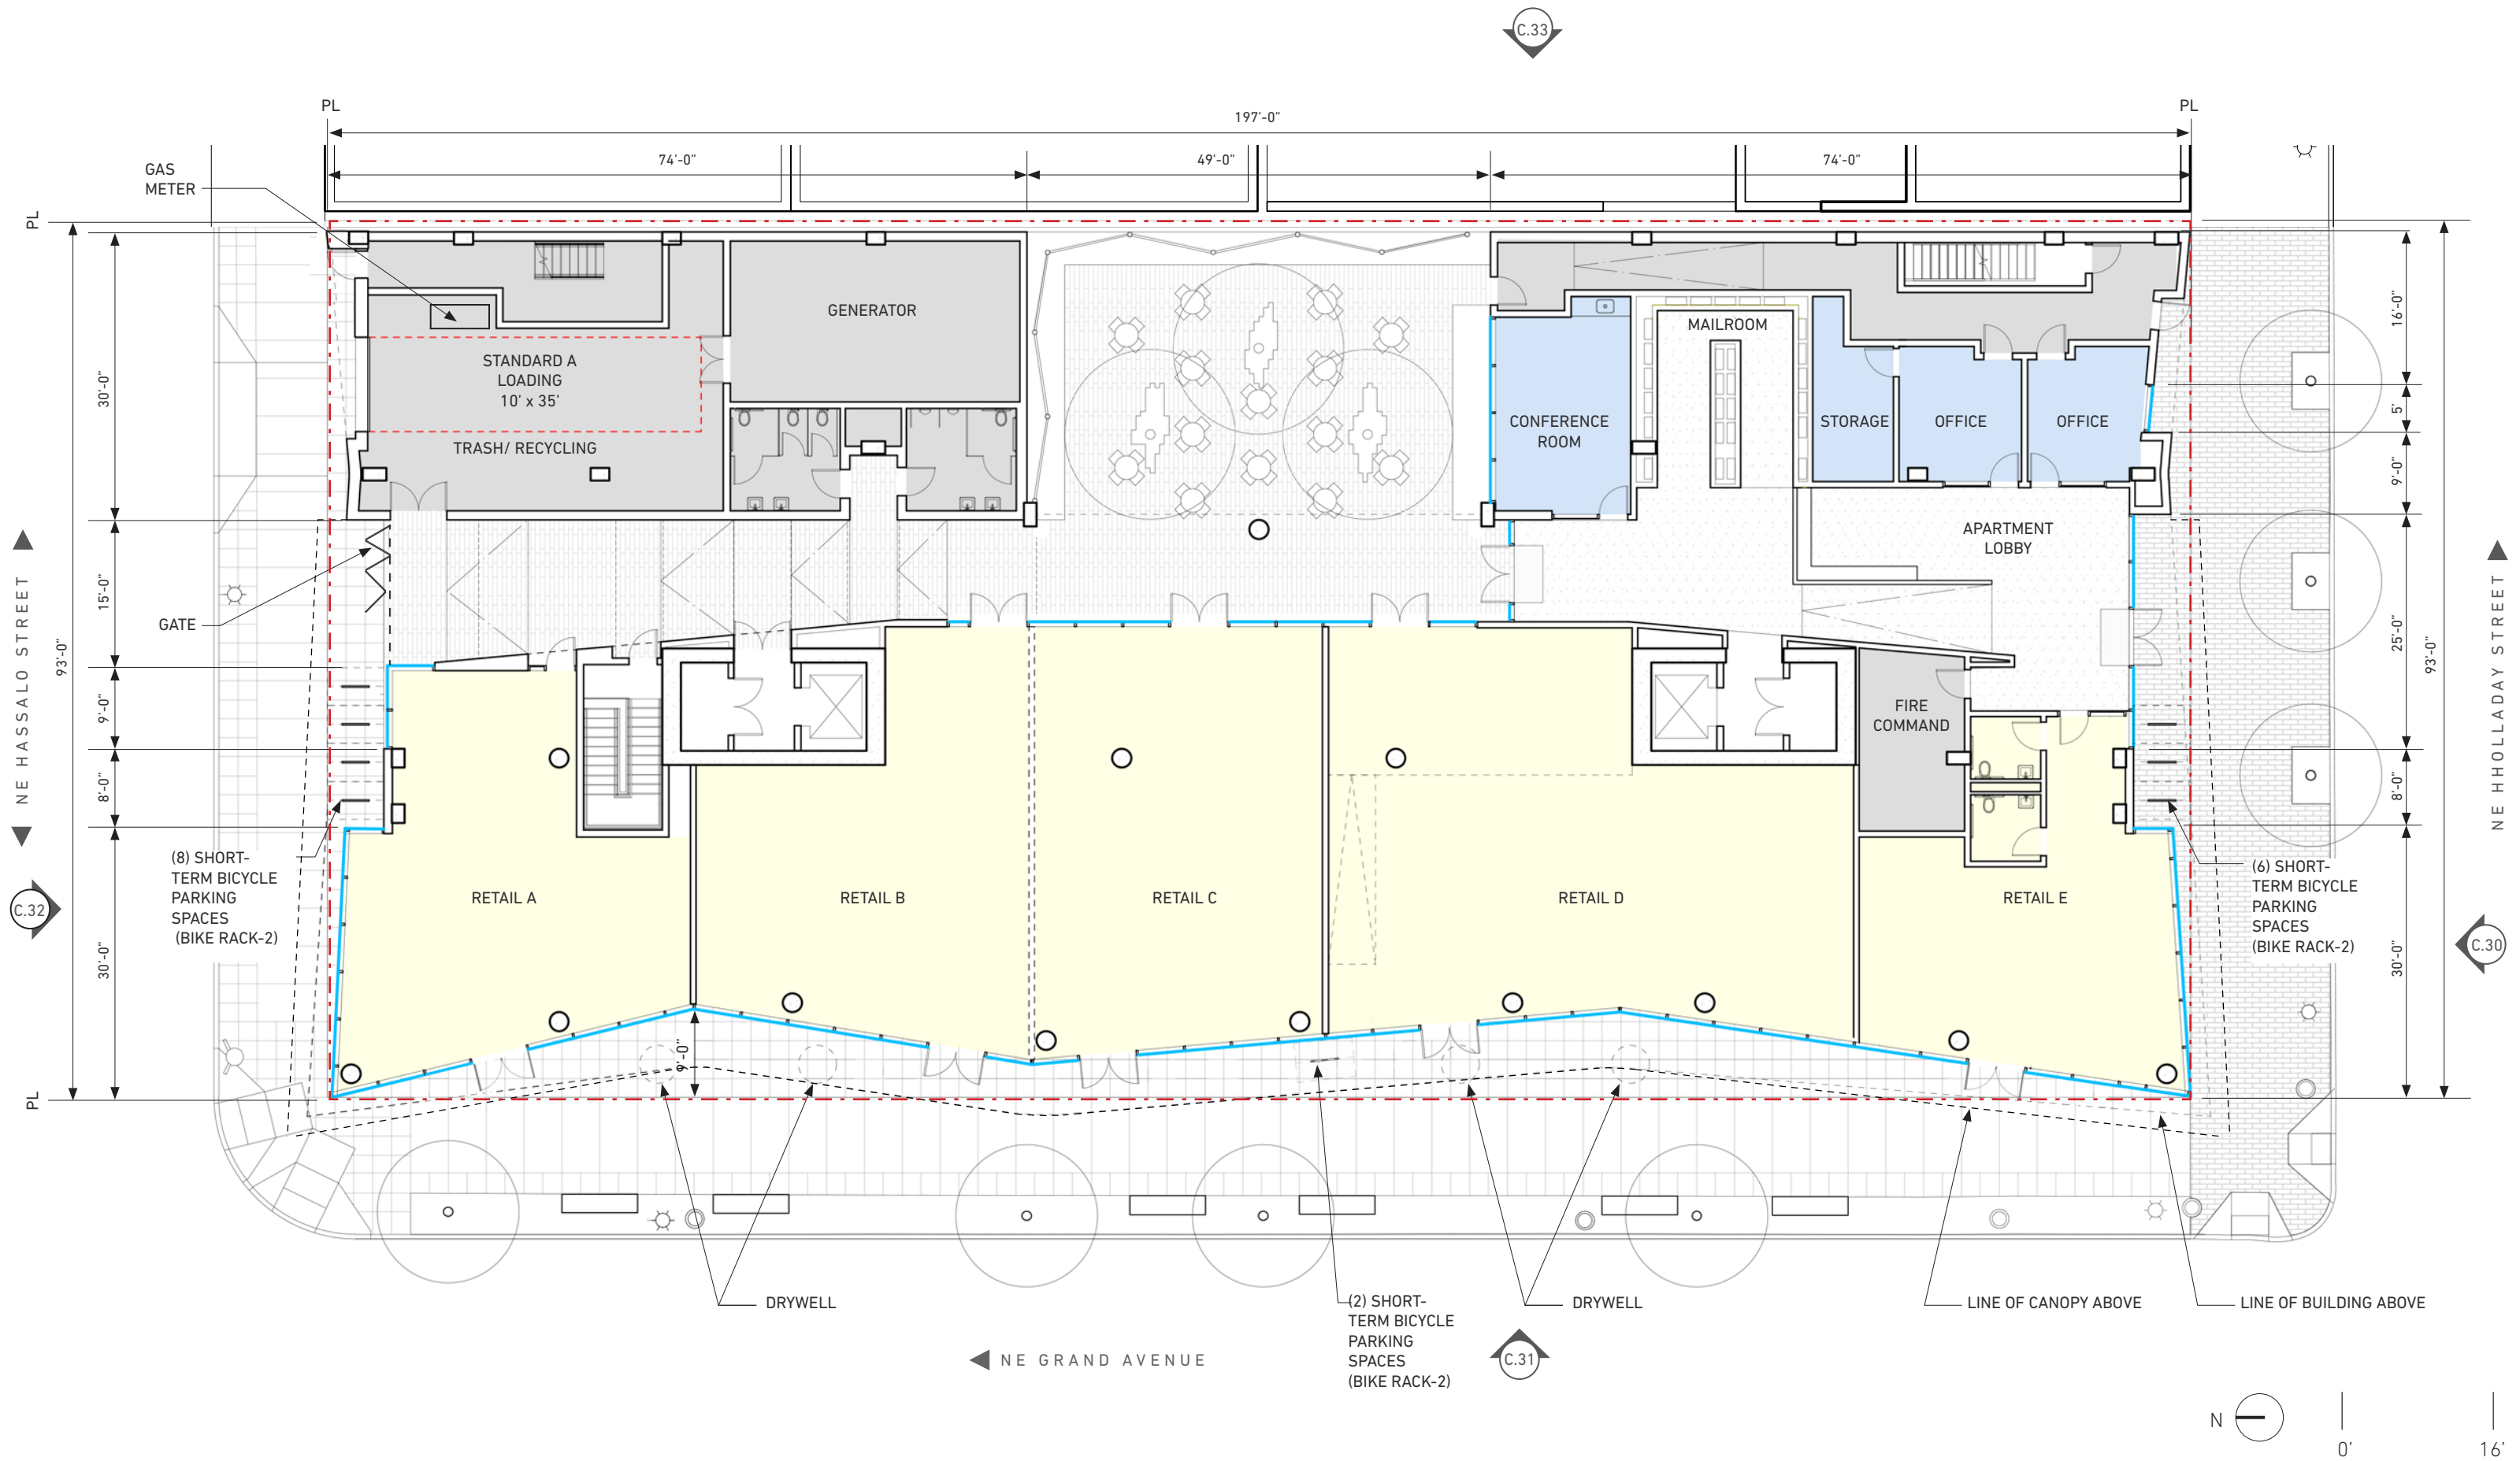 C.33
PL
PL
197'-0"
74'-0"
49'-0"
74'-0"
GAS
METER
PL
GENERATOR
MAILROOM
STANDARD A
LOADING
10' x 35'
TRASH/ RECYCLING
CONFERENCE
ROOM
STORAGE
OFFICE
OFFICE
APARTMENT
LOBBY
30'-0"
15'-0"
9'-0"
8'-0"
30'-0"
93'-0"
16'-0"
5'
9'-0"
25'-0"
8'-0"
30'-0"
93'-0"
GATE
NE HASSALO STREET
NE HHOLLADAY STREET
FIRE
COMMAND
(8) SHORT-
TERM BICYCLE
PARKING
SPACES
(BIKE RACK-2)
C.32
RETAIL A
RETAIL B
RETAIL C
RETAIL D
RETAIL E
(6) SHORT-
TERM BICYCLE
PARKING
SPACES
(BIKE RACK-2)
C.30
9'-0"
PL
DRYWELL
(2) SHORT-
TERM BICYCLE
PARKING
SPACES
(BIKE RACK-2)
DRYWELL
LINE OF CANOPY ABOVE
LINE OF BUILDING ABOVE
NE GRAND AVENUE
C.31
N
0'
16'